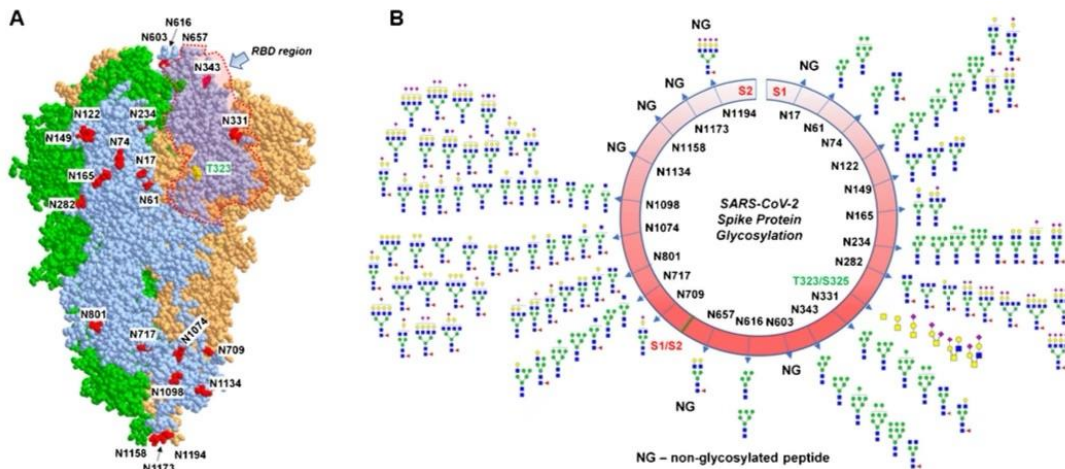 A
N616
N603
N657
RBD region
N343
N122
N234
N331
N149
N74
N17
T323
N165
N282
N61
N801
N717
N1074
N709
N1098
N1134
N1158
N1194
N1173
B
NG
NG
NG
NG
NG
S2
S1
N1194
N17
N1173
N61
N1158
N74
N1134
N122
N149
N1098
N165
N1074
N234
N801
N282
N717
T323/S325
N709
N331
N343
N657
N616
N603
SARS-CoV-2
Spike Protein
Glycosylation
S1/S2
NG
NG
NG – non-glycosylated peptide